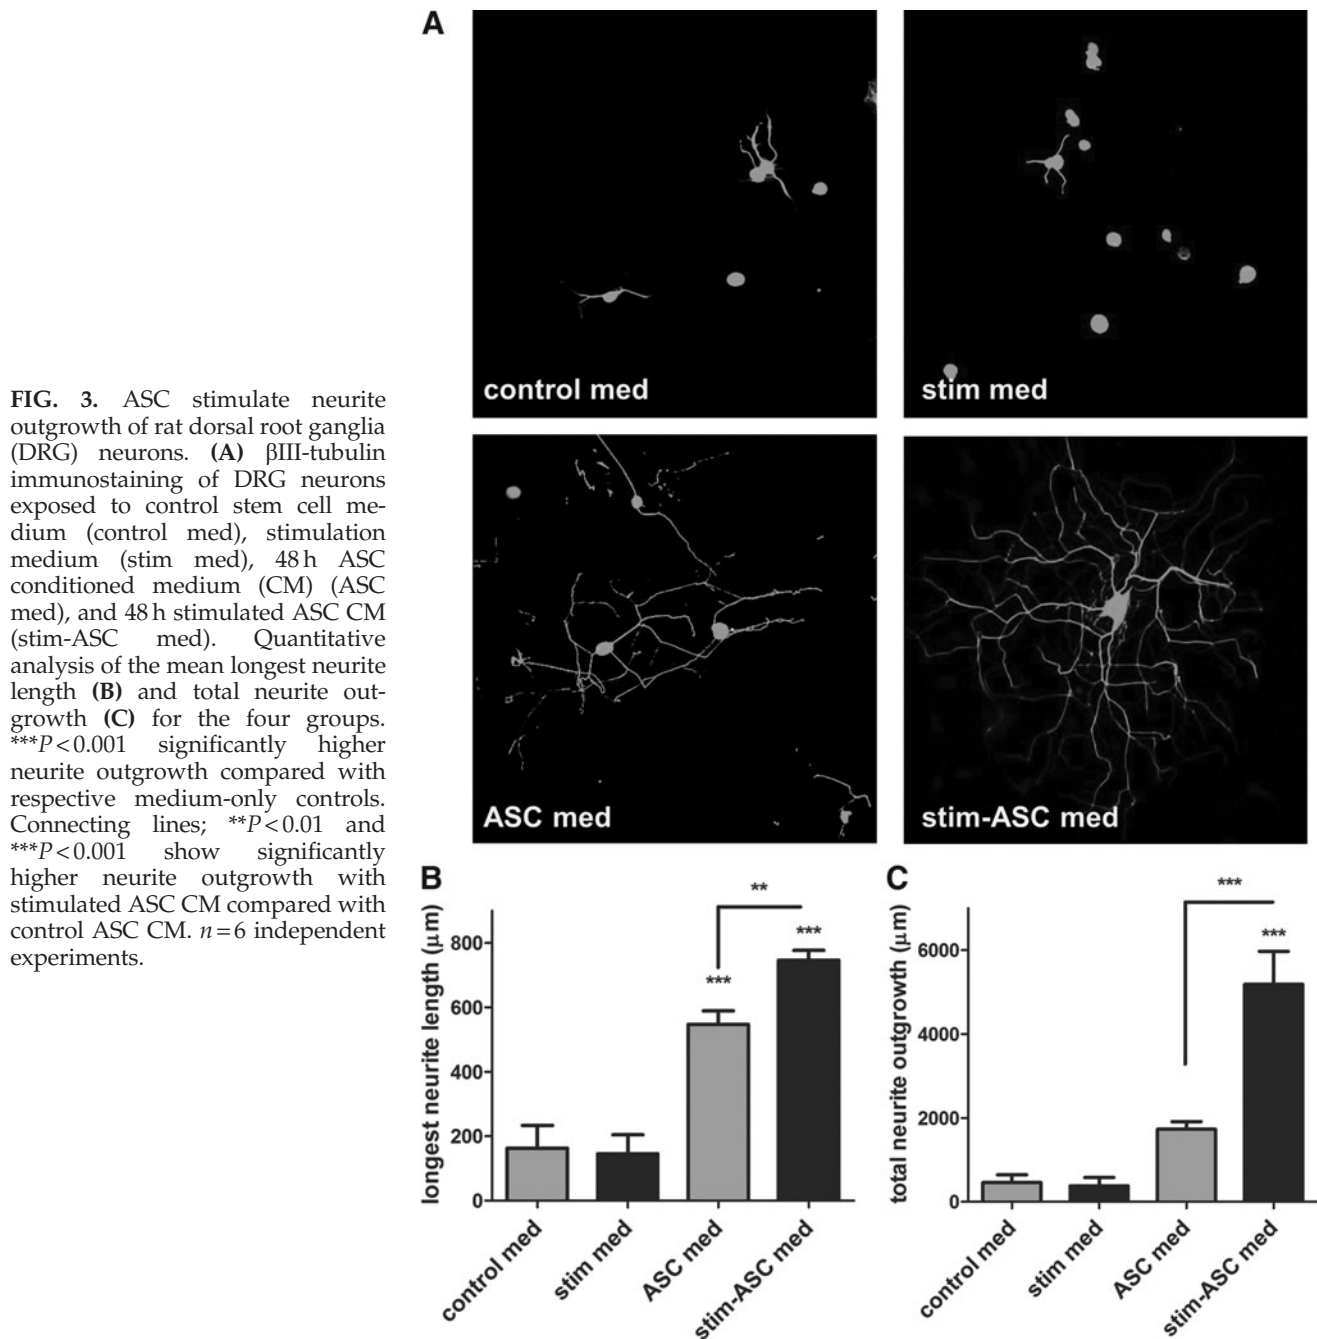 FIG. 3. ASC stimulate neurite
outgrowth of rat dorsal root ganglia
(DRG) neurons. (A) βIII-tubulin
immunostaining of DRG neurons
exposed to control stem cell me-
dium (control med), stimulation
medium (stim med), 48 h ASC
conditioned medium (CM) (ASC
med), and 48 h stimulated ASC CM
(stim-ASC med). Quantitative
analysis of the mean longest neurite
length (B) and total neurite out-
growth (C) for the four groups.
***P<0.001 significantly higher
neurite outgrowth compared with
respective medium-only controls.
Connecting lines; **P<0.01 and
***P<0.001 show significantly
higher neurite outgrowth with
stimulated ASC CM compared with
control ASC CM. n=6 independent
experiments.
A
control med
stim med
ASC med
stim-ASC med
B
longest neurite length (μm)
800
600
400
200
0
**
***
***
control med
stim med
ASC med
stim-ASC med
C
total neurite outgrowth (μm)
6000
4000
2000
0
***
***
control med
stim med
ASC med
stim-ASC med